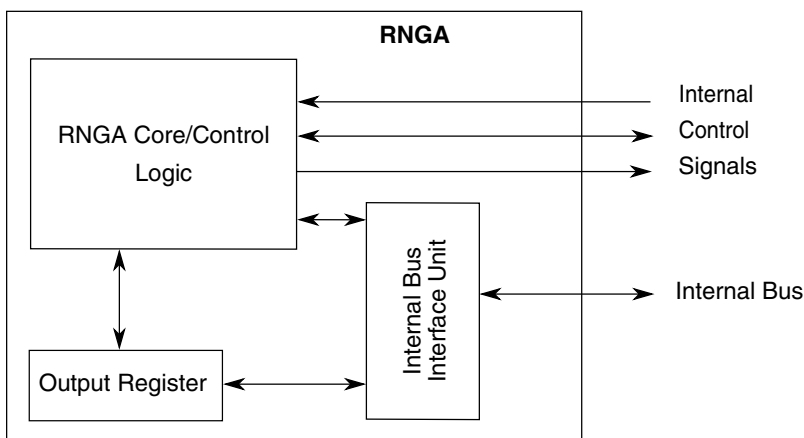 RNGA
RNGA Core/Control
Logic
Internal
Control
Signals
Internal Bus
Interface Unit
Internal Bus
Output Register